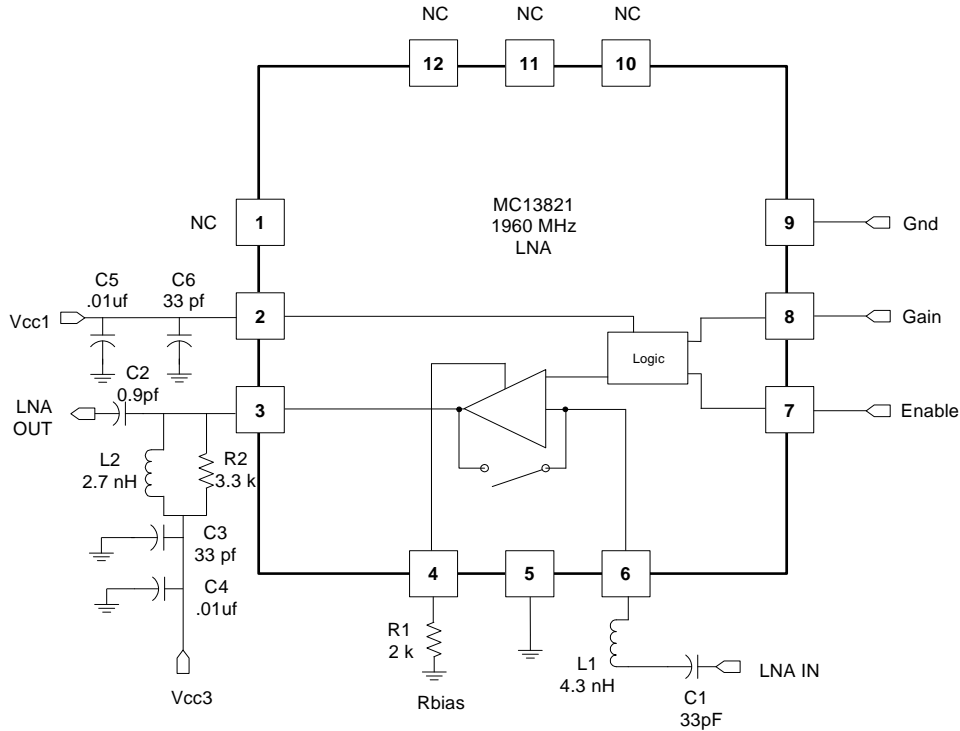 NC NC NC
12 11 10
MC13821
1960 MHz
LNA
NC 1
9 Gnd
C5
.01uf
C6
33 pf
Vcc1
2
8 Gain
Logic
C2
0.9pf
LNA
OUT
3
7 Enable
L2
2.7 nH
R2
3.3 k
C3
33 pf
C4
.01uf
Vcc3
4 5 6
R1
2 k
Rbias
L1
4.3 nH
C1
33pF
LNA IN